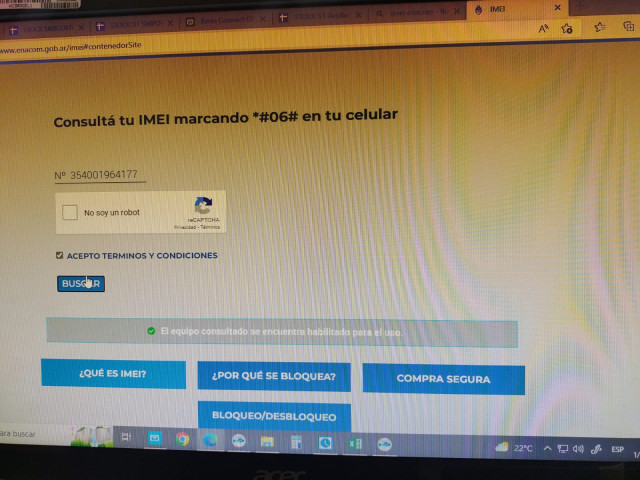 IMEI
www.enacom.gob.ar/imei#contenedorSite
Consultá tu IMEI marcando *#06# en tu celular
Nº 354001964177
No soy un robot
reCAPTCHA
Privacidad - Términos
ACEPTO TERMINOS Y CONDICIONES
BUSCAR
El equipo consultado se encuentra habilitado para el uso.
¿QUÉ ES IMEI?
¿POR QUÉ SE BLOQUEA?
COMPRA SEGURA
BLOQUEO/DESBLOQUEO
ara buscar
22°C
ESP
1/
acer